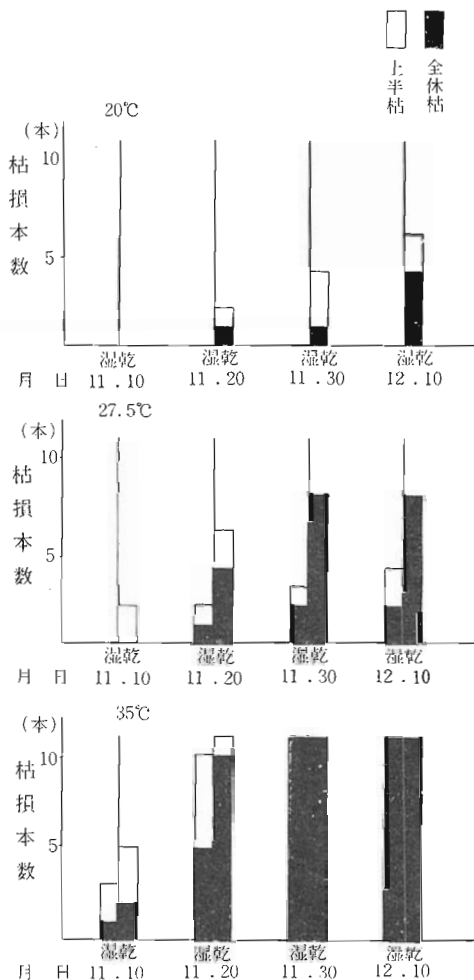 上半枯
全休枯
20℃
(本)
枯損本数
10
5
湿乾 湿乾 湿乾 湿乾
月 日 11.10 11.20 11.30 12.10
27.5℃
(本)
枯損本数
10
5
湿乾 湿乾 湿乾 湿乾
月 日 11.10 11.20 11.30 12.10
35℃
(本)
枯損本数
10
5
湿乾 湿乾 湿乾 湿乾
月 日 11.10 11.20 11.30 12.10